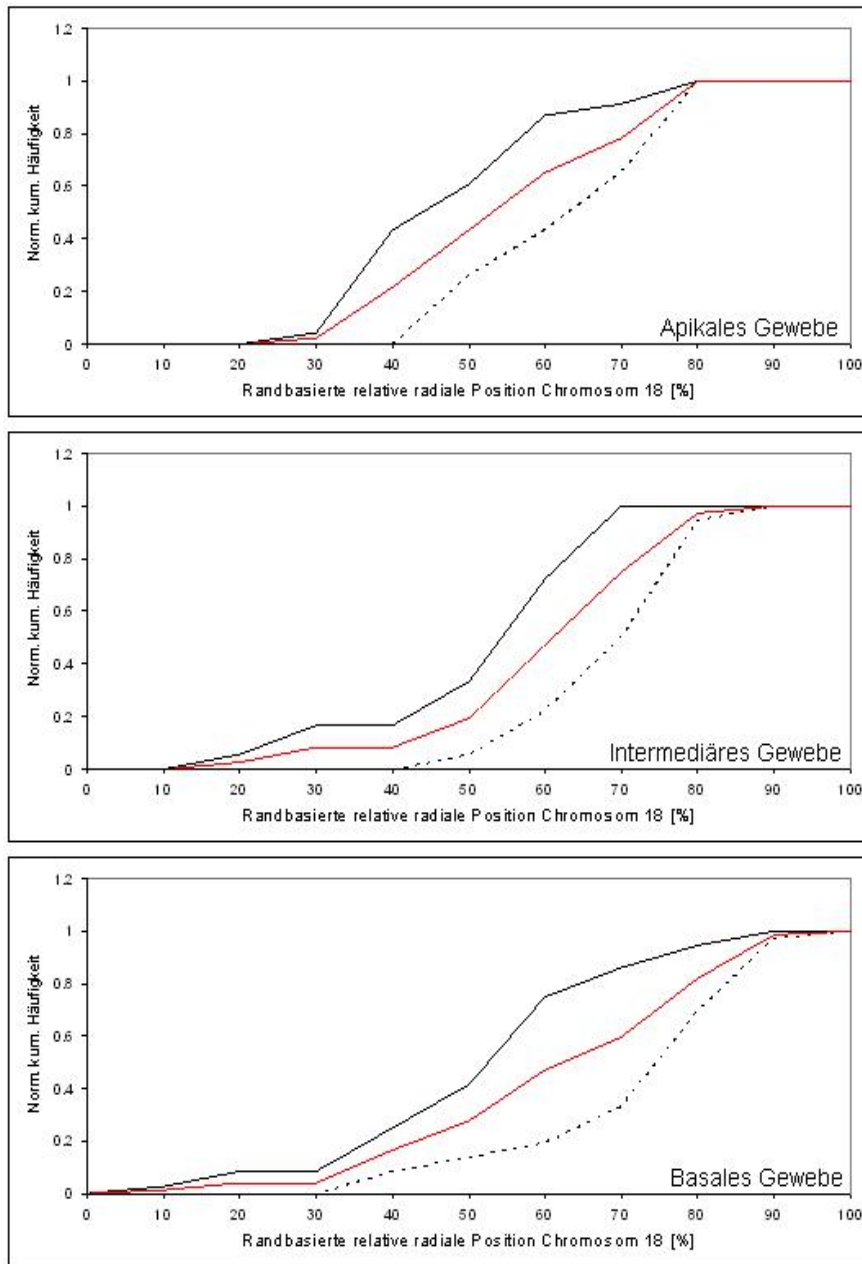 1.2
1
0.8
0.6
0.4
0.2
0
Norm. kum. Häufigkeit
Apikales Gewebe
0 10 20 30 40 50 60 70 80 90 100
Randbasierte relative radiale Position Chromosom 18 [%]
1.2
1
0.8
0.6
0.4
0.2
0
Norm. kum. Häufigkeit
Intermediäres Gewebe
0 10 20 30 40 50 60 70 80 90 100
Randbasierte relative radiale Position Chromosom 18 [%]
1.2
1
0.8
0.6
0.4
0.2
0
Norm. kum. Häufigkeit
Basales Gewebe
0 10 20 30 40 50 60 70 80 90 100
Randbasierte relative radiale Position Chromosom 18 [%]